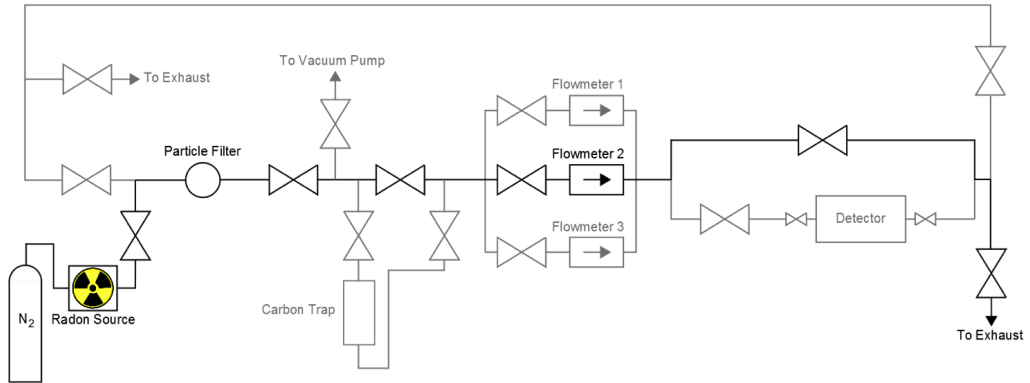 To Vacuum Pump
To Exhaust
Flowmeter 1
Particle Filter
Flowmeter 2
Detector
Flowmeter 3
N2
Radon Source
Carbon Trap
To Exhaust